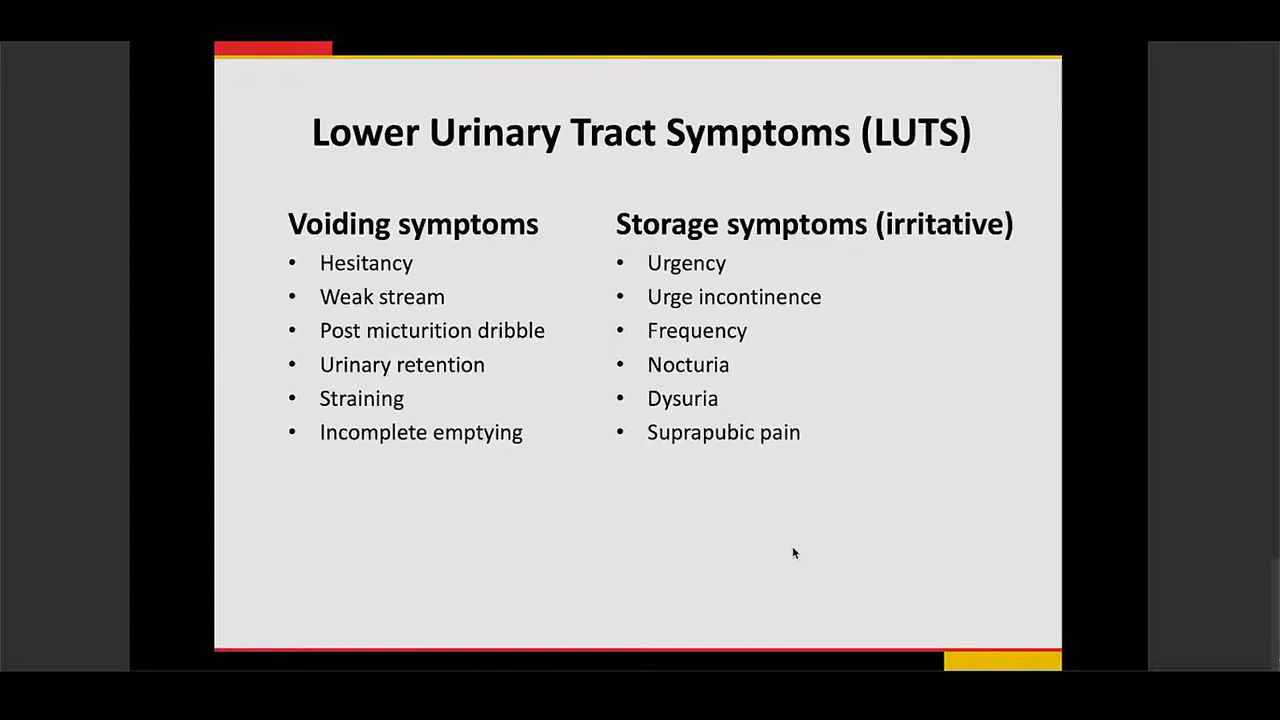 Lower Urinary Tract Symptoms (LUTS)
Voiding symptoms
• Hesitancy
• Weak stream
• Post micturition dribble
• Urinary retention
• Straining
• Incomplete emptying
Storage symptoms (irritative)
• Urgency
• Urge incontinence
• Frequency
• Nocturia
• Dysuria
• Suprapubic pain